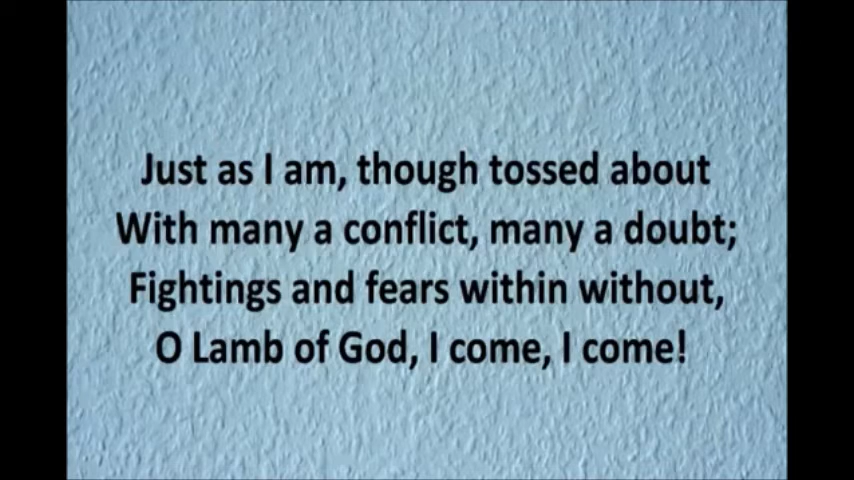 Just as I am, though tossed about
With many a conflict, many a doubt;
Fightings and fears within without,
O Lamb of God, I come, I come!